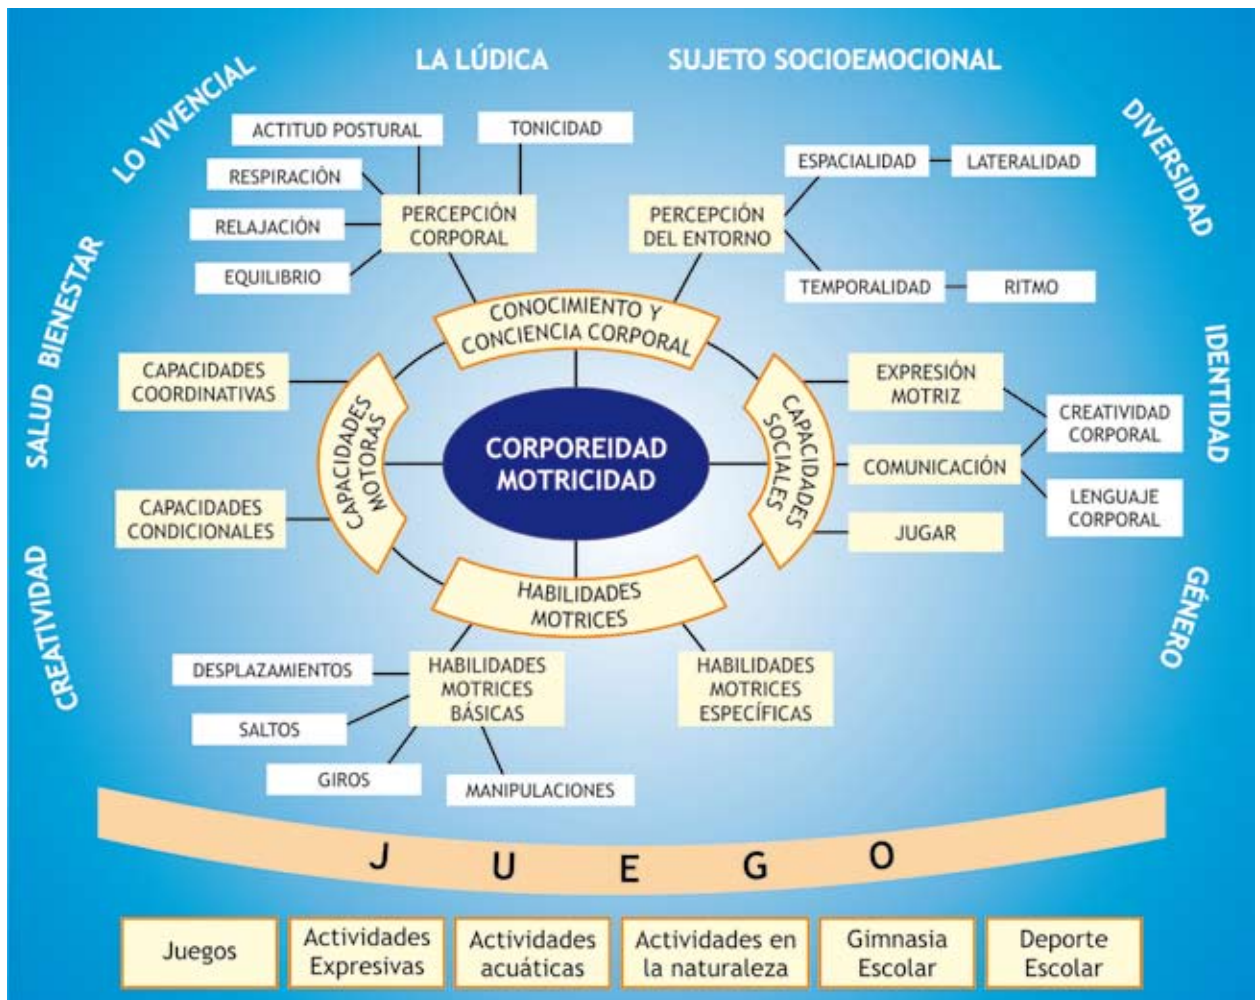 LA LÚDICA
SUJETO SOCIOEMOCIONAL
LO VIVENCIAL
DIVERSIDAD
ACTITUD POSTURAL
TONICIDAD
RESPIRACIÓN
RELAJACIÓN
EQUILIBRIO
PERCEPCIÓN
CORPORAL
PERCEPCIÓN
DEL ENTORNO
ESPACIALIDAD
LATERALIDAD
TEMPORALIDAD
RITMO
SALUD BIENESTAR
IDENTIDAD
CONOCIMIENTO Y
CONCIENCIA CORPORAL
CAPACIDADES
COORDINATIVAS
CAPACIDADES
CONDICIONALES
CAPACIDADES
MOTORAS
CORPOREIDAD
MOTRICIDAD
CAPACIDADES
SOCIALES
EXPRESIÓN
MOTRIZ
COMUNICACIÓN
JUGAR
CREATIVIDAD
CORPORAL
LENGUAJE
CORPORAL
CREATIVIDAD
GÉNERO
HABILIDADES
MOTRICES
DESPLAZAMIENTOS
SALTOS
GIROS
MANIPULACIONES
HABILIDADES
MOTRICES
BÁSICAS
HABILIDADES
MOTRICES
ESPECÍFICAS
J U E G O
Juegos
Actividades
Expresivas
Actividades
acuáticas
Actividades en
la naturaleza
Gimnasia
Escolar
Deporte
Escolar